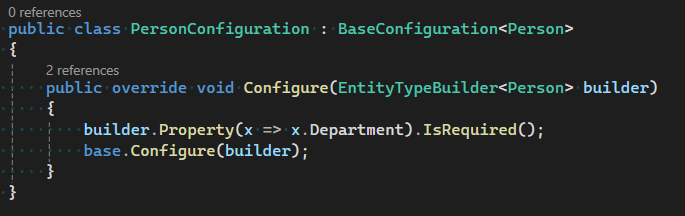 0 references
public class PersonConfiguration : BaseConfiguration<Person>
{
2 references
public override void Configure(EntityTypeBuilder<Person> builder)
{
builder.Property(x => x.Department).IsRequired();
base.Configure(builder);
}
}